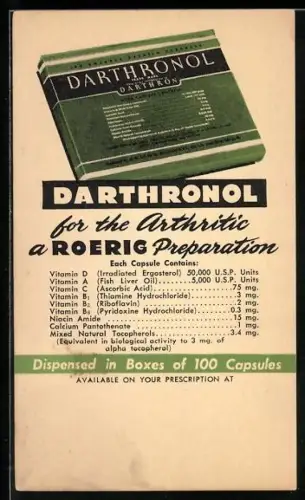 DARTHRONOL
DARTHRON
DARTHRONOL
for the Arthritic
a ROERIG Preparation
Each Capsule Contains:
Vitamin D (Irradiated Ergosterol) 50,000 U.S.P. Units
Vitamin A (Fish Liver Oil) . . 5,000 U.S.P. Units
Vitamin C (Ascorbic Acid) . . . . 75 mg.
Vitamin B₁ (Thiamine Hydrochloride) . 3 mg.
Vitamin B₂ (Riboflavin) . . . . 2 mg.
Vitamin B₆ (Pyridoxine Hydrochloride) . 0.3 mg.
Niacin Amide . . . . . . 15 mg.
Calcium Pantothenate . . . . . 1 mg.
Mixed Natural Tocopherols . . . . 3.4 mg.
(Equivalent in biological activity to 3 mg. of
alpha tocopherol)
Dispensed in Boxes of 100 Capsules
AVAILABLE ON YOUR PRESCRIPTION AT